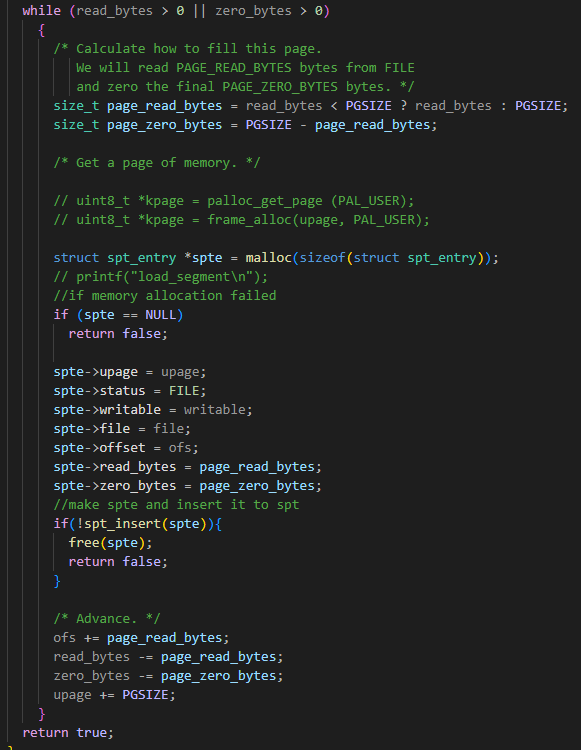 while (read_bytes > 0 || zero_bytes > 0)
{
/* Calculate how to fill this page.
We will read PAGE_READ_BYTES bytes from FILE
and zero the final PAGE_ZERO_BYTES bytes. */
size_t page_read_bytes = read_bytes < PGSIZE ? read_bytes : PGSIZE;
size_t page_zero_bytes = PGSIZE - page_read_bytes;
/* Get a page of memory. */
// uint8_t *kpage = palloc_get_page (PAL_USER);
// uint8_t *kpage = frame_alloc(upage, PAL_USER);
struct spt_entry *spte = malloc(sizeof(struct spt_entry));
// printf("load_segment\n");
//if memory allocation failed
if (spte == NULL)
return false;
spte->upage = upage;
spte->status = FILE;
spte->writable = writable;
spte->file = file;
spte->offset = ofs;
spte->read_bytes = page_read_bytes;
spte->zero_bytes = page_zero_bytes;
//make spte and insert it to spt
if(!spt_insert(spte)){
free(spte);
return false;
}
/* Advance. */
ofs += page_read_bytes;
read_bytes -= page_read_bytes;
zero_bytes -= page_zero_bytes;
upage += PGSIZE;
}
return true;
}